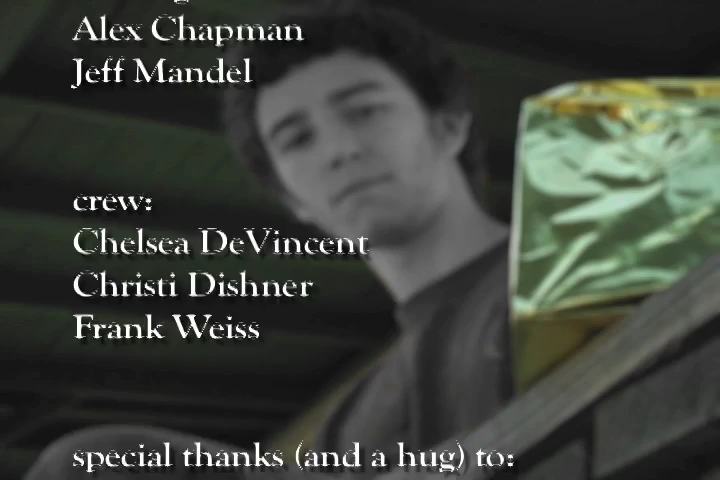 Alex Chapman
Jeff Mandel
crew:
Chelsea DeVincent
Christi Dishner
Frank Weiss
special thanks (and a hug) to: